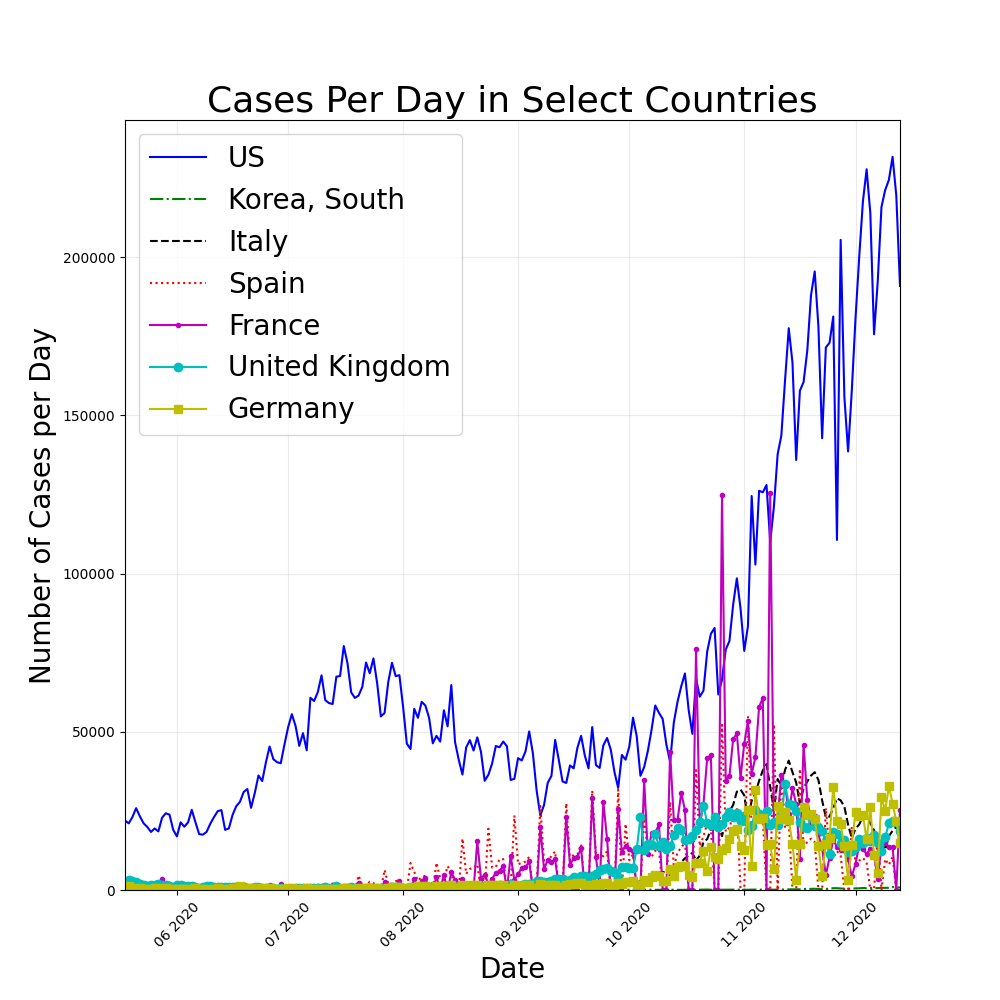 Cases Per Day in Select Countries
US
Korea, South
Italy
Spain
France
United Kingdom
Germany
Number of Cases per Day
200000
150000
100000
50000
0
06 2020
07 2020
08 2020
09 2020
10 2020
11 2020
12 2020
Date